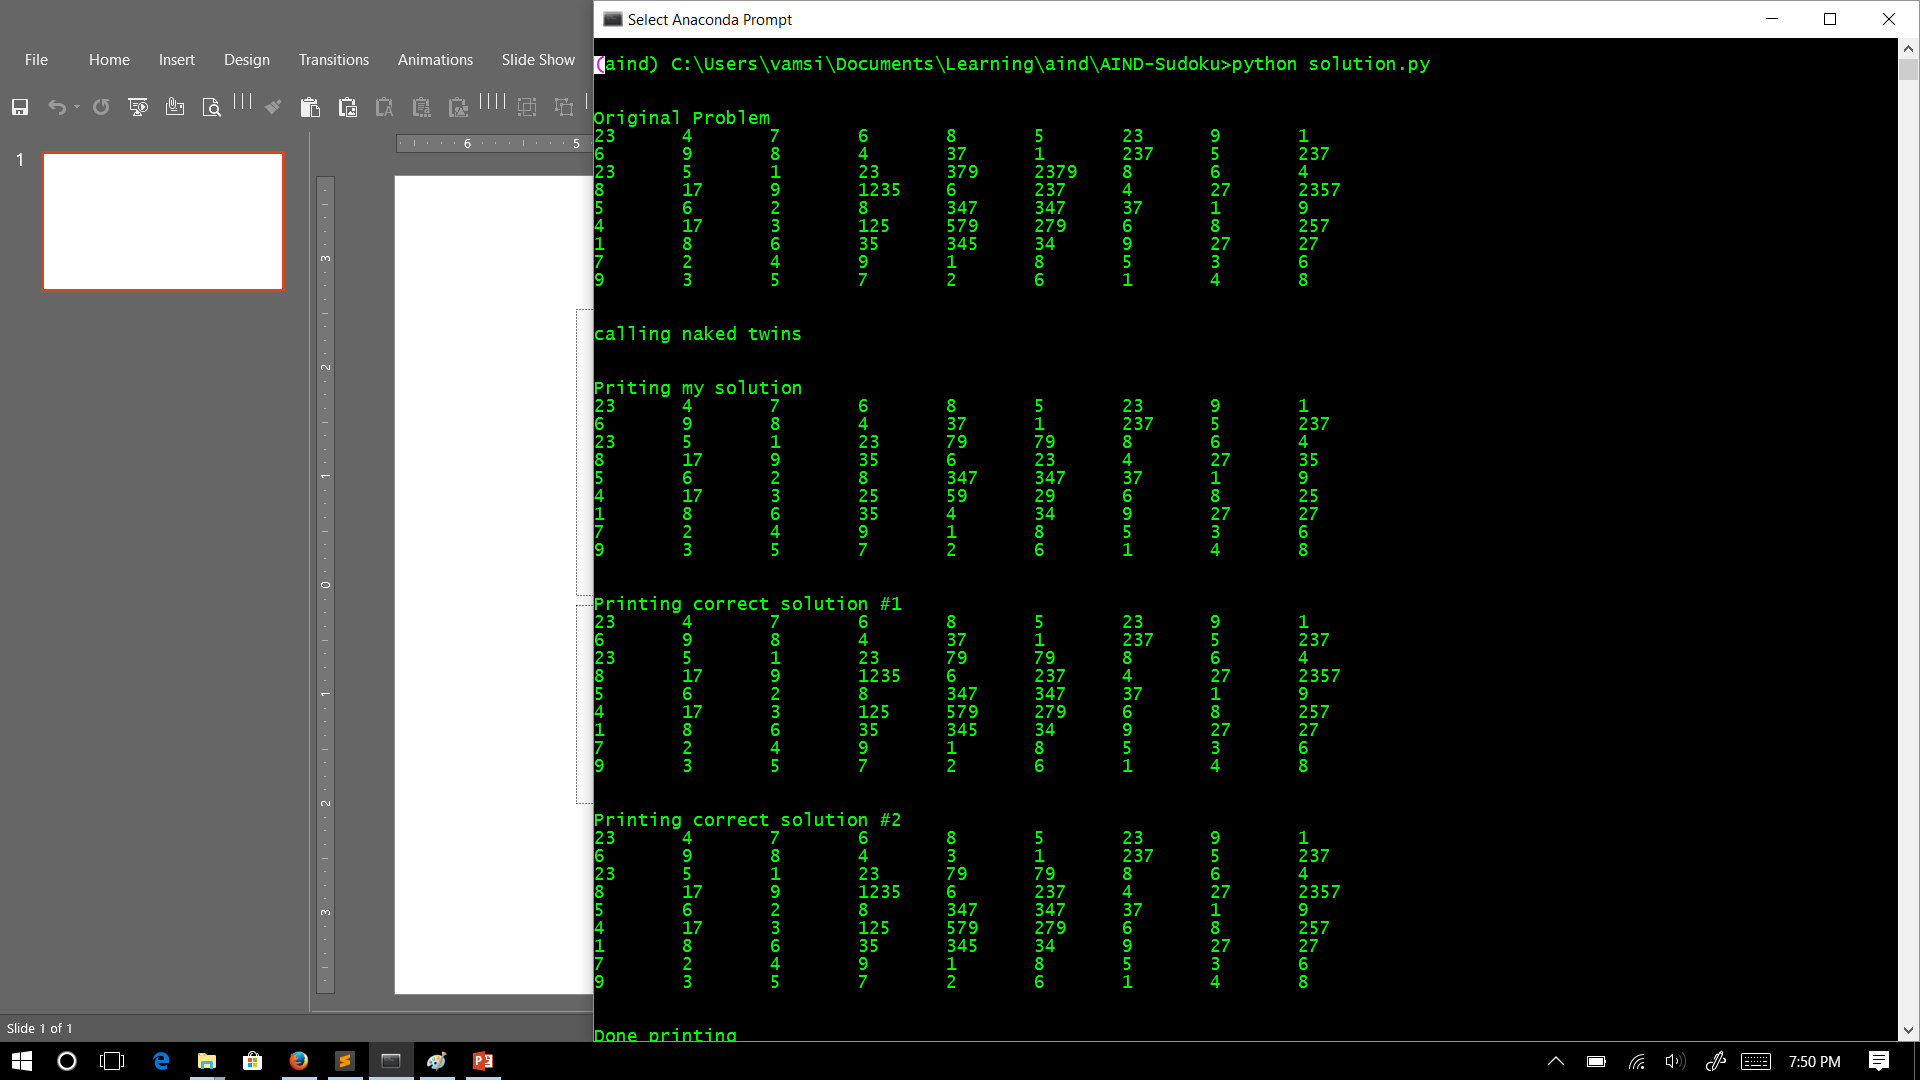 Select Anaconda Prompt
File Home Insert Design Transitions Animations Slide Show
6 5
1
3
2
1
0
1
2
3
Slide 1 of 1
(aind) C:\Users\vamsi\Documents\Learning\aind\AIND-Sudoku>python solution.py
Original Problem
23 4 7 6 8 5 23 9 1
6 9 8 4 37 1 237 5 237
23 5 1 23 379 2379 8 6 4
8 17 9 1235 6 237 4 27 2357
5 6 2 8 347 347 37 1 9
4 17 3 125 579 279 6 8 257
1 8 6 35 345 34 9 27 27
7 2 4 9 1 8 5 3 6
9 3 5 7 2 6 1 4 8
calling naked twins
Priting my solution
23 4 7 6 8 5 23 9 1
6 9 8 4 37 1 237 5 237
23 5 1 23 79 79 8 6 4
8 17 9 35 6 23 4 27 35
5 6 2 8 347 347 37 1 9
4 17 3 25 59 29 6 8 25
1 8 6 35 4 34 9 27 27
7 2 4 9 1 8 5 3 6
9 3 5 7 2 6 1 4 8
Printing correct solution #1
23 4 7 6 8 5 23 9 1
6 9 8 4 37 1 237 5 237
23 5 1 23 79 79 8 6 4
8 17 9 1235 6 237 4 27 2357
5 6 2 8 347 347 37 1 9
4 17 3 125 579 279 6 8 257
1 8 6 35 345 34 9 27 27
7 2 4 9 1 8 5 3 6
9 3 5 7 2 6 1 4 8
Printing correct solution #2
23 4 7 6 8 5 23 9 1
6 9 8 4 3 1 237 5 237
23 5 1 23 79 79 8 6 4
8 17 9 1235 6 237 4 27 2357
5 6 2 8 347 347 37 1 9
4 17 3 125 579 279 6 8 257
1 8 6 35 345 34 9 27 27
7 2 4 9 1 8 5 3 6
9 3 5 7 2 6 1 4 8
Done printing
7:50 PM